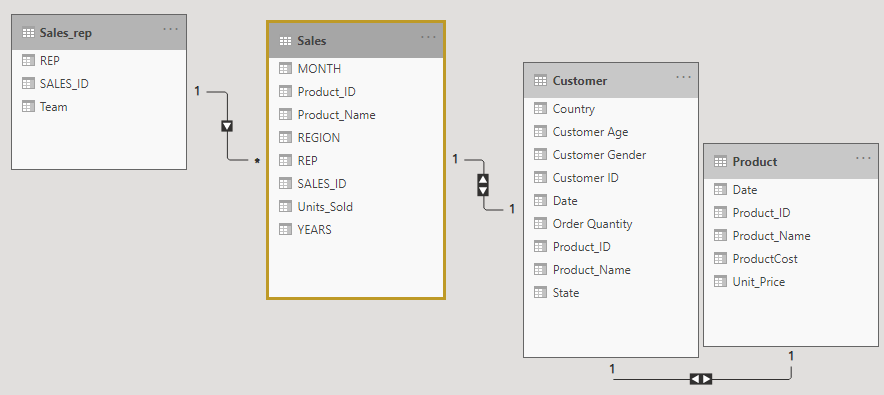 Sales_rep
REP
SALES_ID
Team
1
*
Sales
MONTH
Product_ID
Product_Name
REGION
REP
SALES_ID
Units_Sold
YEARS
1
1
Customer
Country
Customer Age
Customer Gender
Customer ID
Date
Order Quantity
Product_ID
Product_Name
State
Product
Date
Product_ID
Product_Name
ProductCost
Unit_Price
1
1